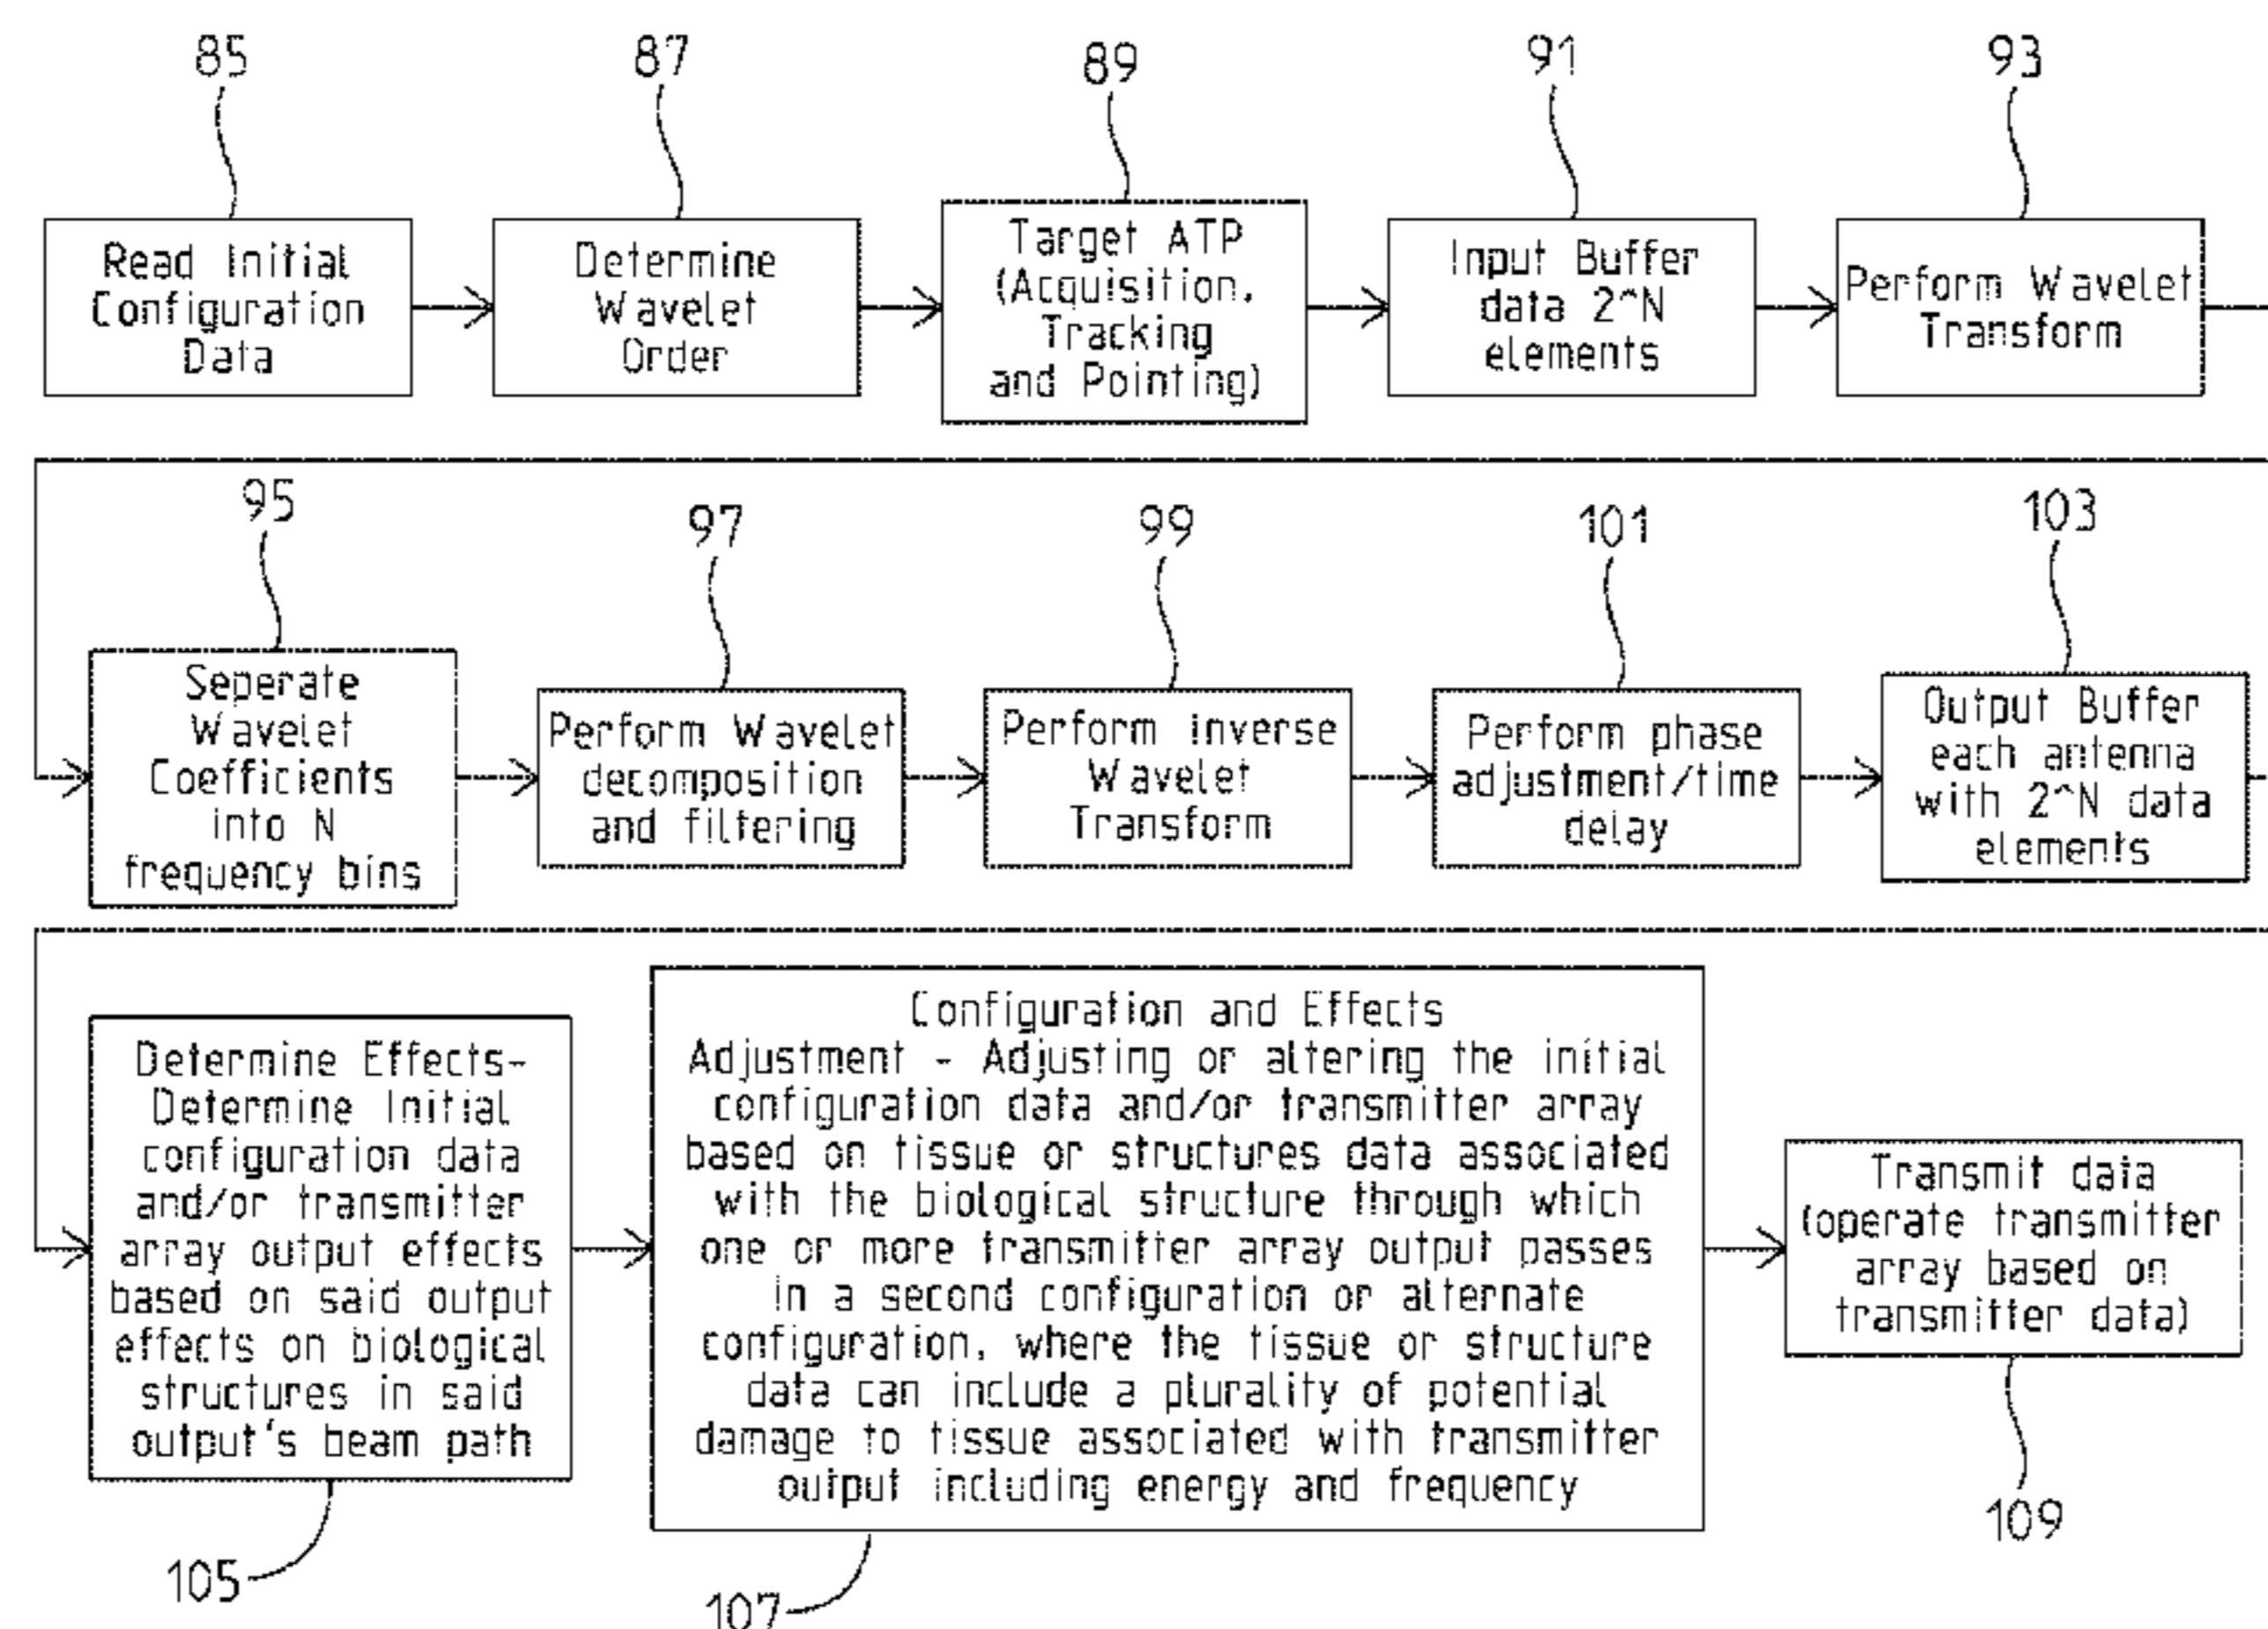 85
87
89
91
93
Read Initial
Configuration
Data
Determine
Wavelet
Order
Target ATP
(Acquisition,
Tracking
and Pointing)
Input Buffer
data 2^N
elements
Perform Wavelet
Transform
95
97
99
101
103
Seperate
Wavelet
Coefficients
into N
frequency bins
Perform Wavelet
decomposition
and filtering
Perform inverse
Wavelet
Transform
Perform phase
adjustment/time
delay
Output Buffer
each antenna
with 2^N data
elements
Determine Effects-
Determine Initial
configuration data
and/or transmitter
array output effects
based on said output
effects on biological
structures in said
output's beam path
Configuration and Effects
Adjustment - Adjusting or altering the initial
configuration data and/or transmitter array
based on tissue or structures data associated
with the biological structure through which
one or more transmitter array output passes
in a second configuration or alternate
configuration, where the tissue or structure
data can include a plurality of potential
damage to tissue associated with transmitter
output including energy and frequency
Transmit data
(operate transmitter
array based on
transmitter data)
105
107
109